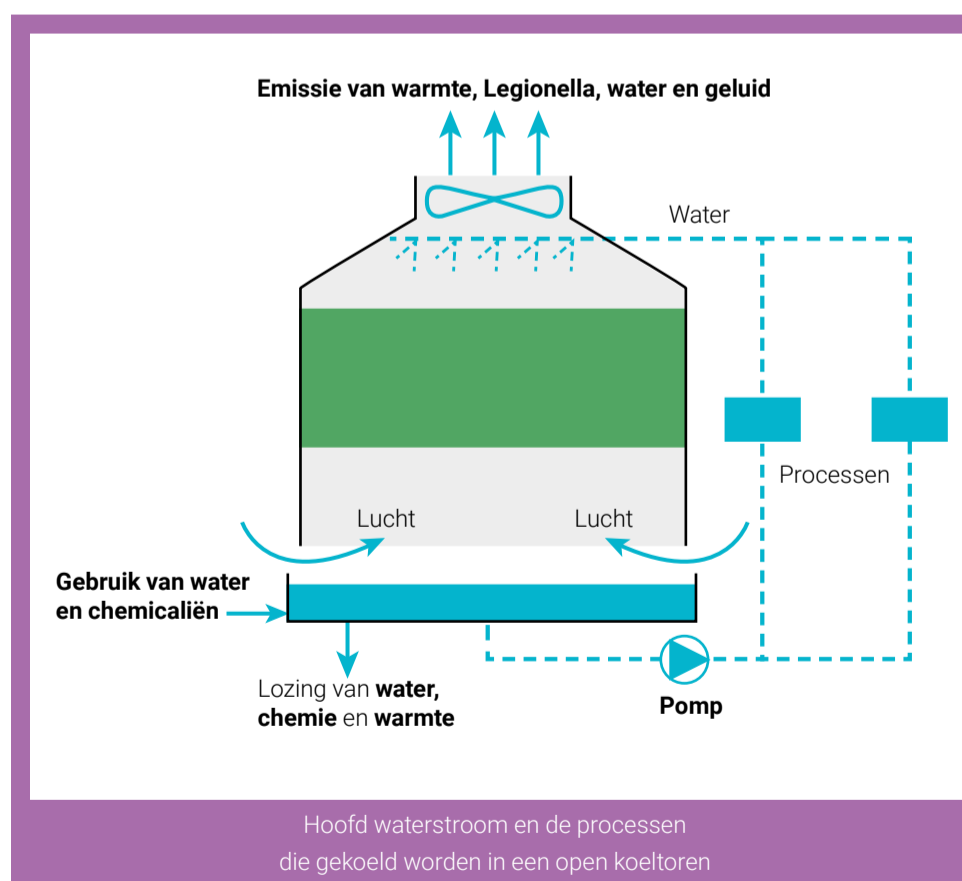 Emissie van warmte, Legionella, water en geluid
Water
Processen
Lucht
Lucht
Gebruik van water
en chemicaliën
Lozing van water,
chemie en warmte
Pomp
Hoofd waterstroom en de processen
die gekoeld worden in een open koeltoren